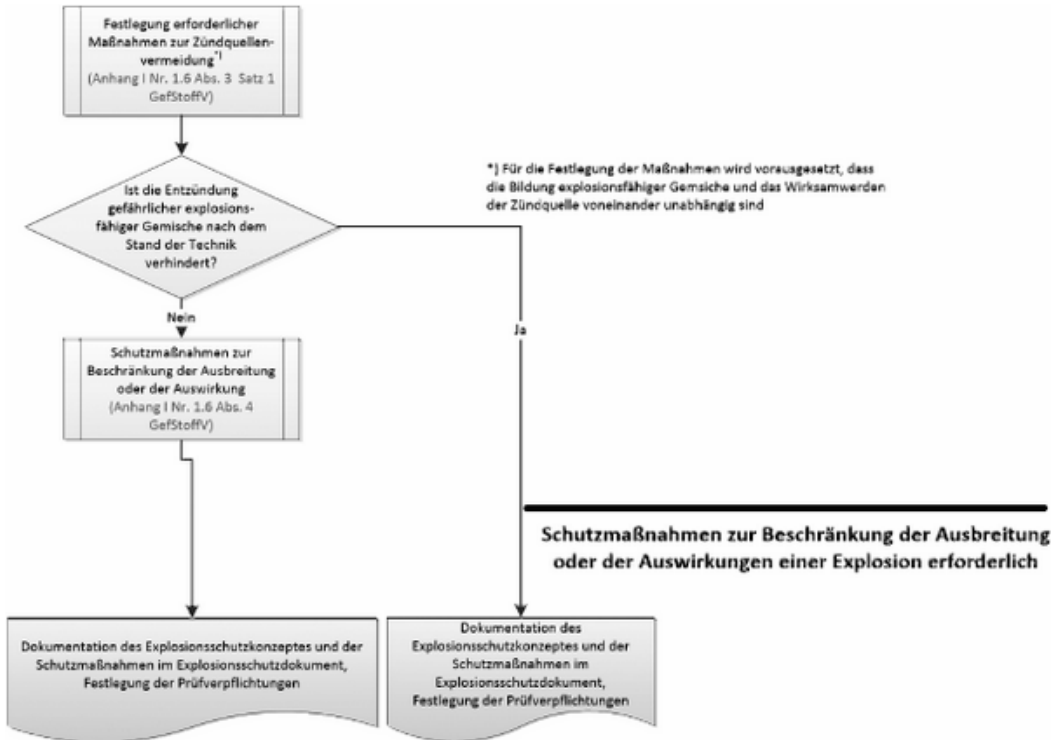 Festlegung erforderlicher
Maßnahmen zur Zündquellen-
vermeidung*)
(Anhang I Nr. 1.6 Abs. 3 Satz 1
GefStoffV)
Ist die Entzündung
gefährlicher explosions-
fähiger Gemische nach dem
Stand der Technik
verhindert?
*) Für die Festlegung der Maßnahmen wird vorausgesetzt, dass
die Bildung explosionsfähiger Gemsiche und das Wirksamwerden
der Zündquelle voneinander unabhängig sind
Nein
Ja
Schutzmaßnahmen zur
Beschränkung der Ausbreitung
oder der Auswirkung
(Anhang I Nr. 1.6 Abs. 4
GefStoffV)
Schutzmaßnahmen zur Beschränkung der Ausbreitung
oder der Auswirkungen einer Explosion erforderlich
Dokumentation des Explosionsschutzkonzeptes und der
Schutzmaßnahmen im Explosionsschutzdokument,
Festlegung der Prüfverpflichtungen
Dokumentation des
Explosionsschutzkonzeptes und der
Schutzmaßnahmen im
Explosionsschutzdokument,
Festlegung der Prüfverpflichtungen